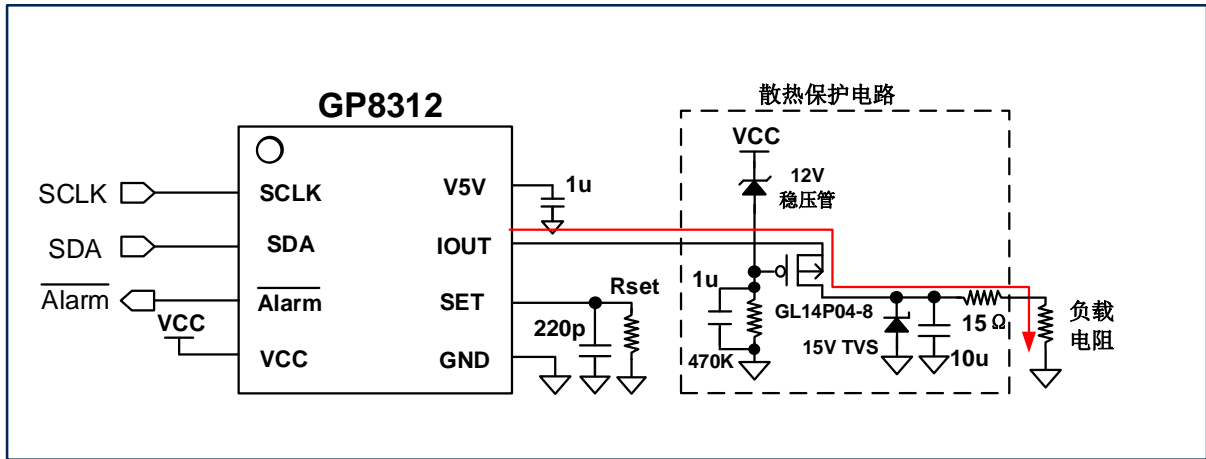 GP8312
散热保护电路
VCC
12V
稳压管
SCLK
SCLK
V5V
1u
SDA
SDA
IOUT
Alarm
Alarm
SET
Rset
1u
GL14P04-8
VCC
VCC
220p
GND
470K
15V TVS
10u
15Ω
负载
电阻